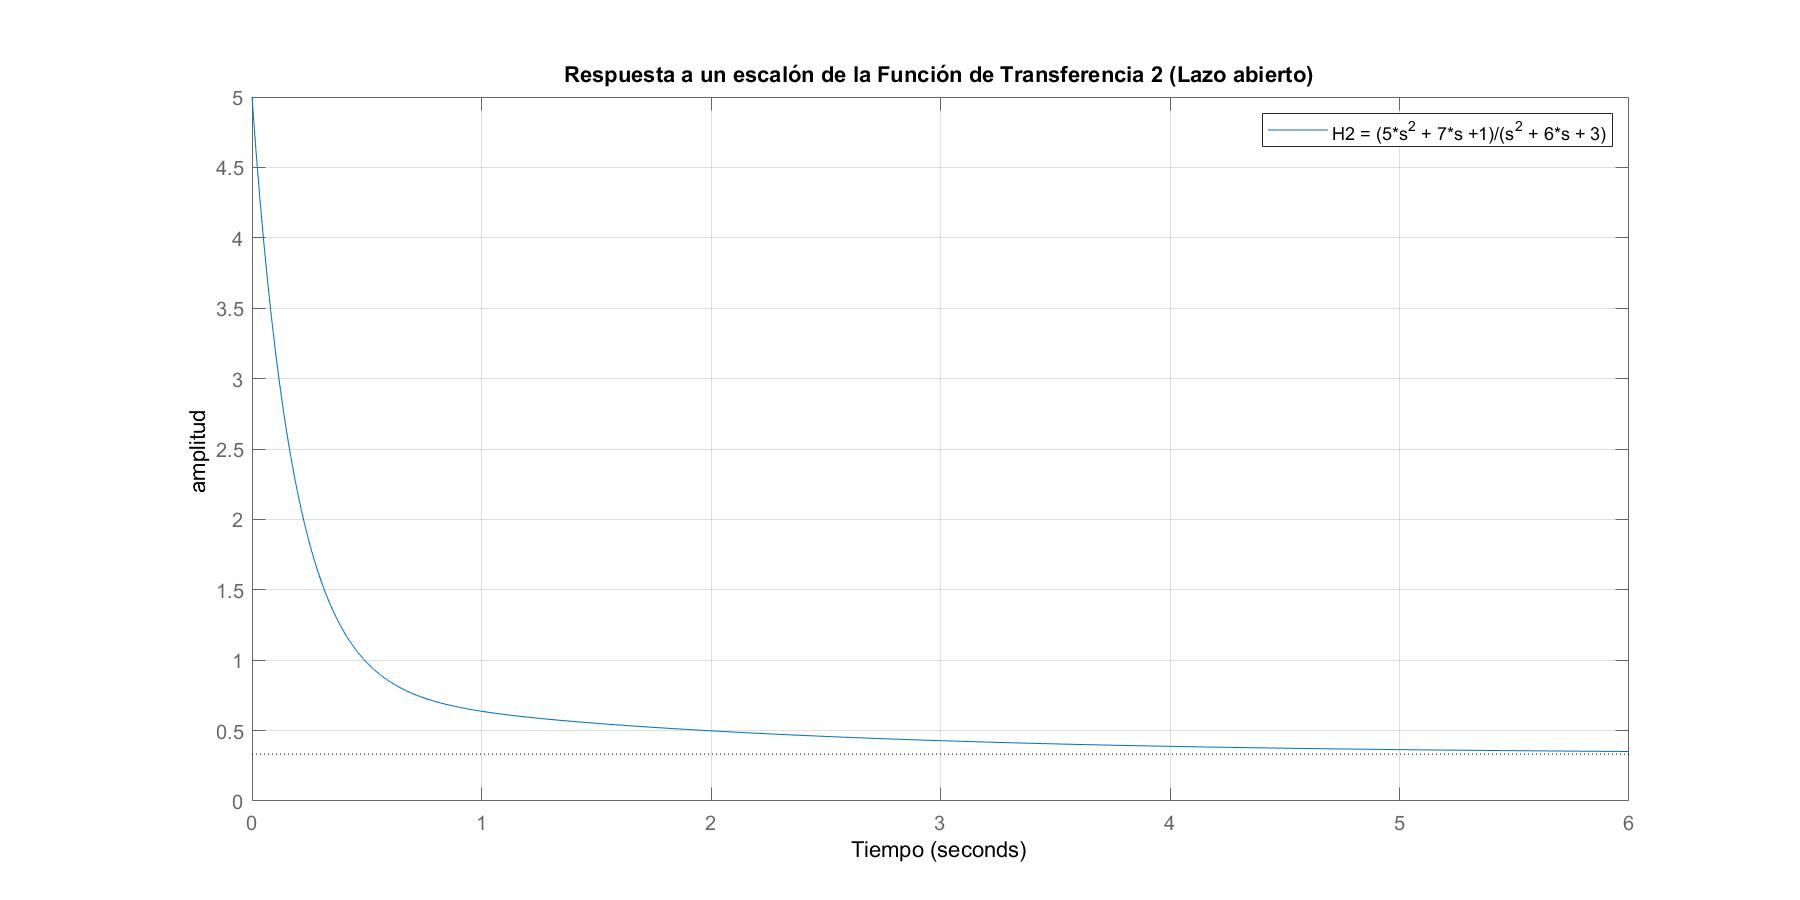 Respuesta a un escalón de la Función de Transferencia 2 (Lazo abierto)
H2 = (5*s² + 7*s +1)/(s² + 6*s + 3)
amplitud
5
4.5
4
3.5
3
2.5
2
1.5
1
0.5
0
0 1 2 3 4 5 6
Tiempo (seconds)